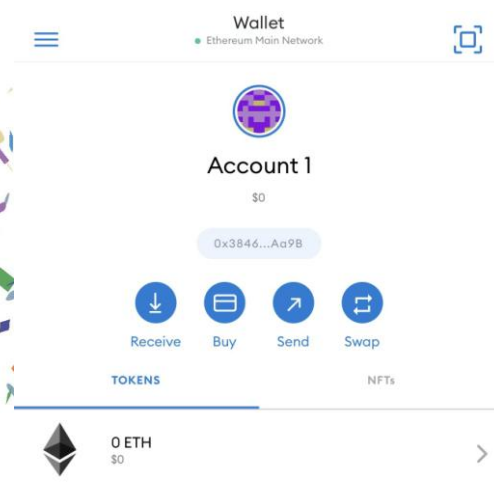 Wallet
Ethereum Main Network
Account 1
$0
0x3846...Aa9B
Receive Buy Send Swap
TOKENS NFTs
0 ETH
$0